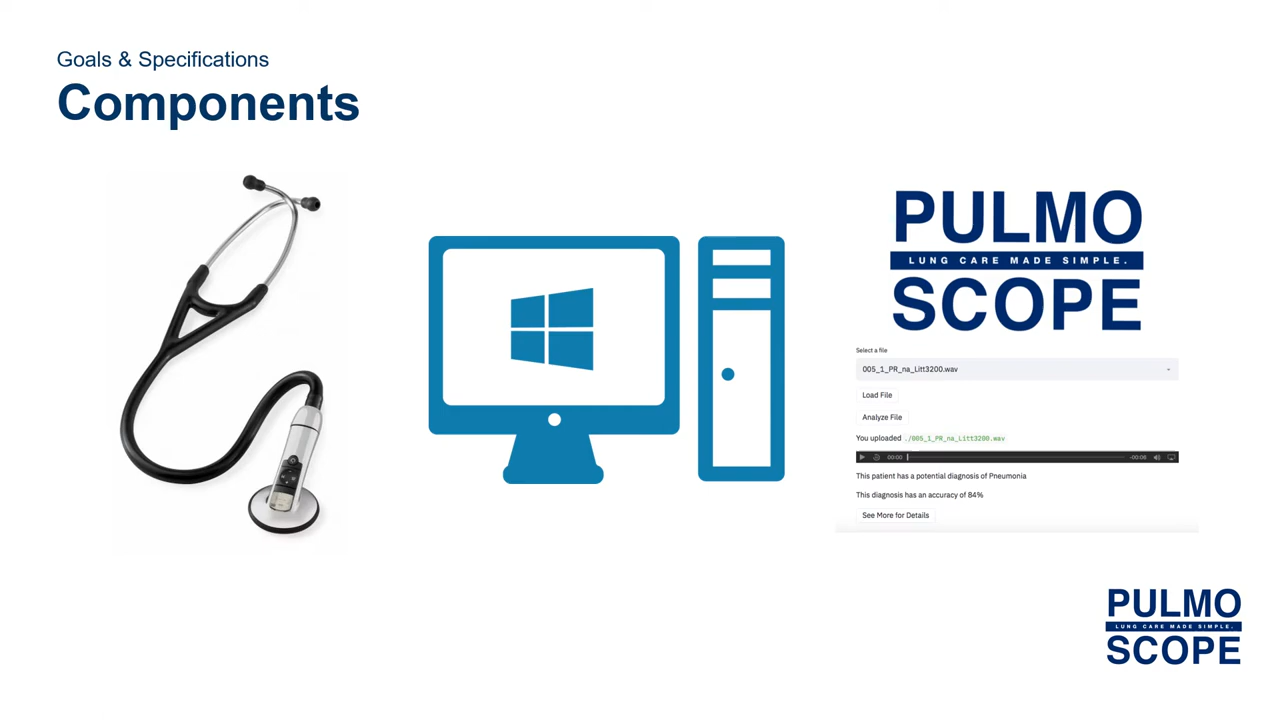 Goals & Specifications
Components
PULMO
LUNG CARE MADE SIMPLE.
SCOPE
Select a file
005_1_PR_na_Litt3200.wav
Load File
Analyze File
You uploaded ./005_1_PR_na_Litt3200.wav
00:00 -00:06
This patient has a potential diagnosis of Pneumonia
This diagnosis has an accuracy of 84%
See More for Details
PULMO
LUNG CARE MADE SIMPLE.
SCOPE